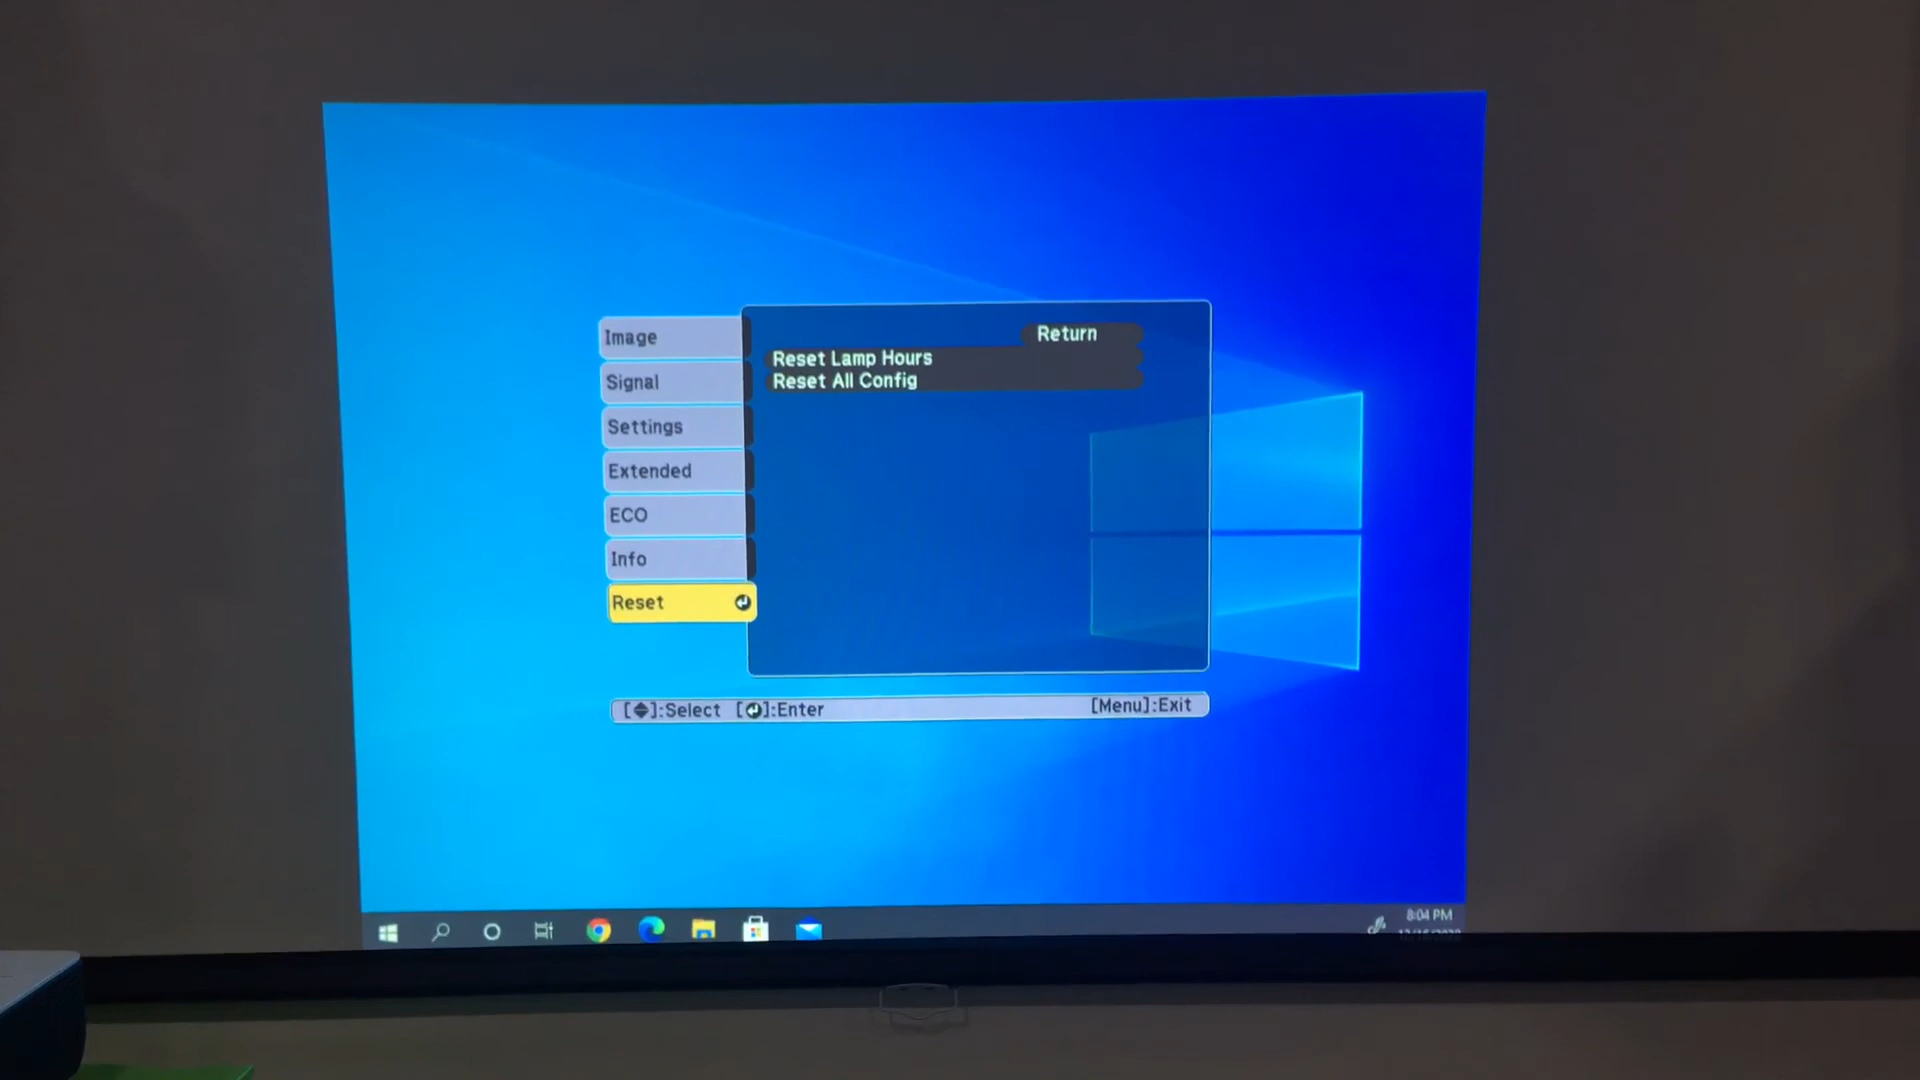 Return
Image
Reset Lamp Hours
Signal
Reset All Config
Settings
Extended
ECO
Info
Reset
[ ]:Select [ ]:Enter [Menu]:Exit
8:04 PM